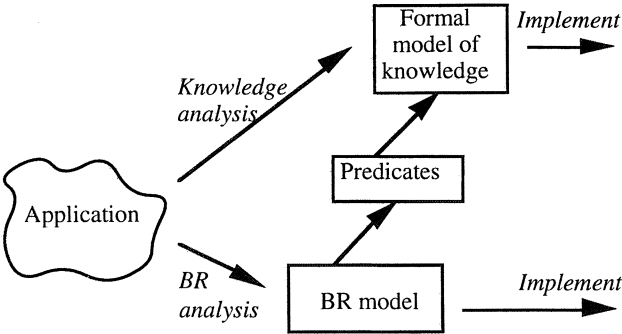 Formal
model of
knowledge
Implement
Knowledge
analysis
Predicates
Application
BR
analysis
BR model
Implement